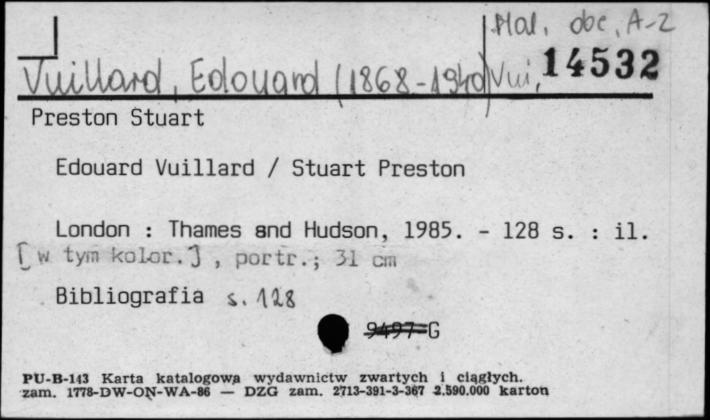 Mal. obc. A-Z
Vuillard, Edouard (1868-1940) Vui. 14532
Preston Stuart
Edouard Vuillard / Stuart Preston
London : Thames and Hudson, 1985. - 128 s. : il.
[w tym kolor.] , portr.; 31 cm
Bibliografia s. 128
9497-G
PU-B-143 Karta katalogowa wydawnictw zwartych i ciągłych.
zam. 1778-DW-ON-WA-86 — DZG zam. 2713-391-3-367 2.590.000 karton